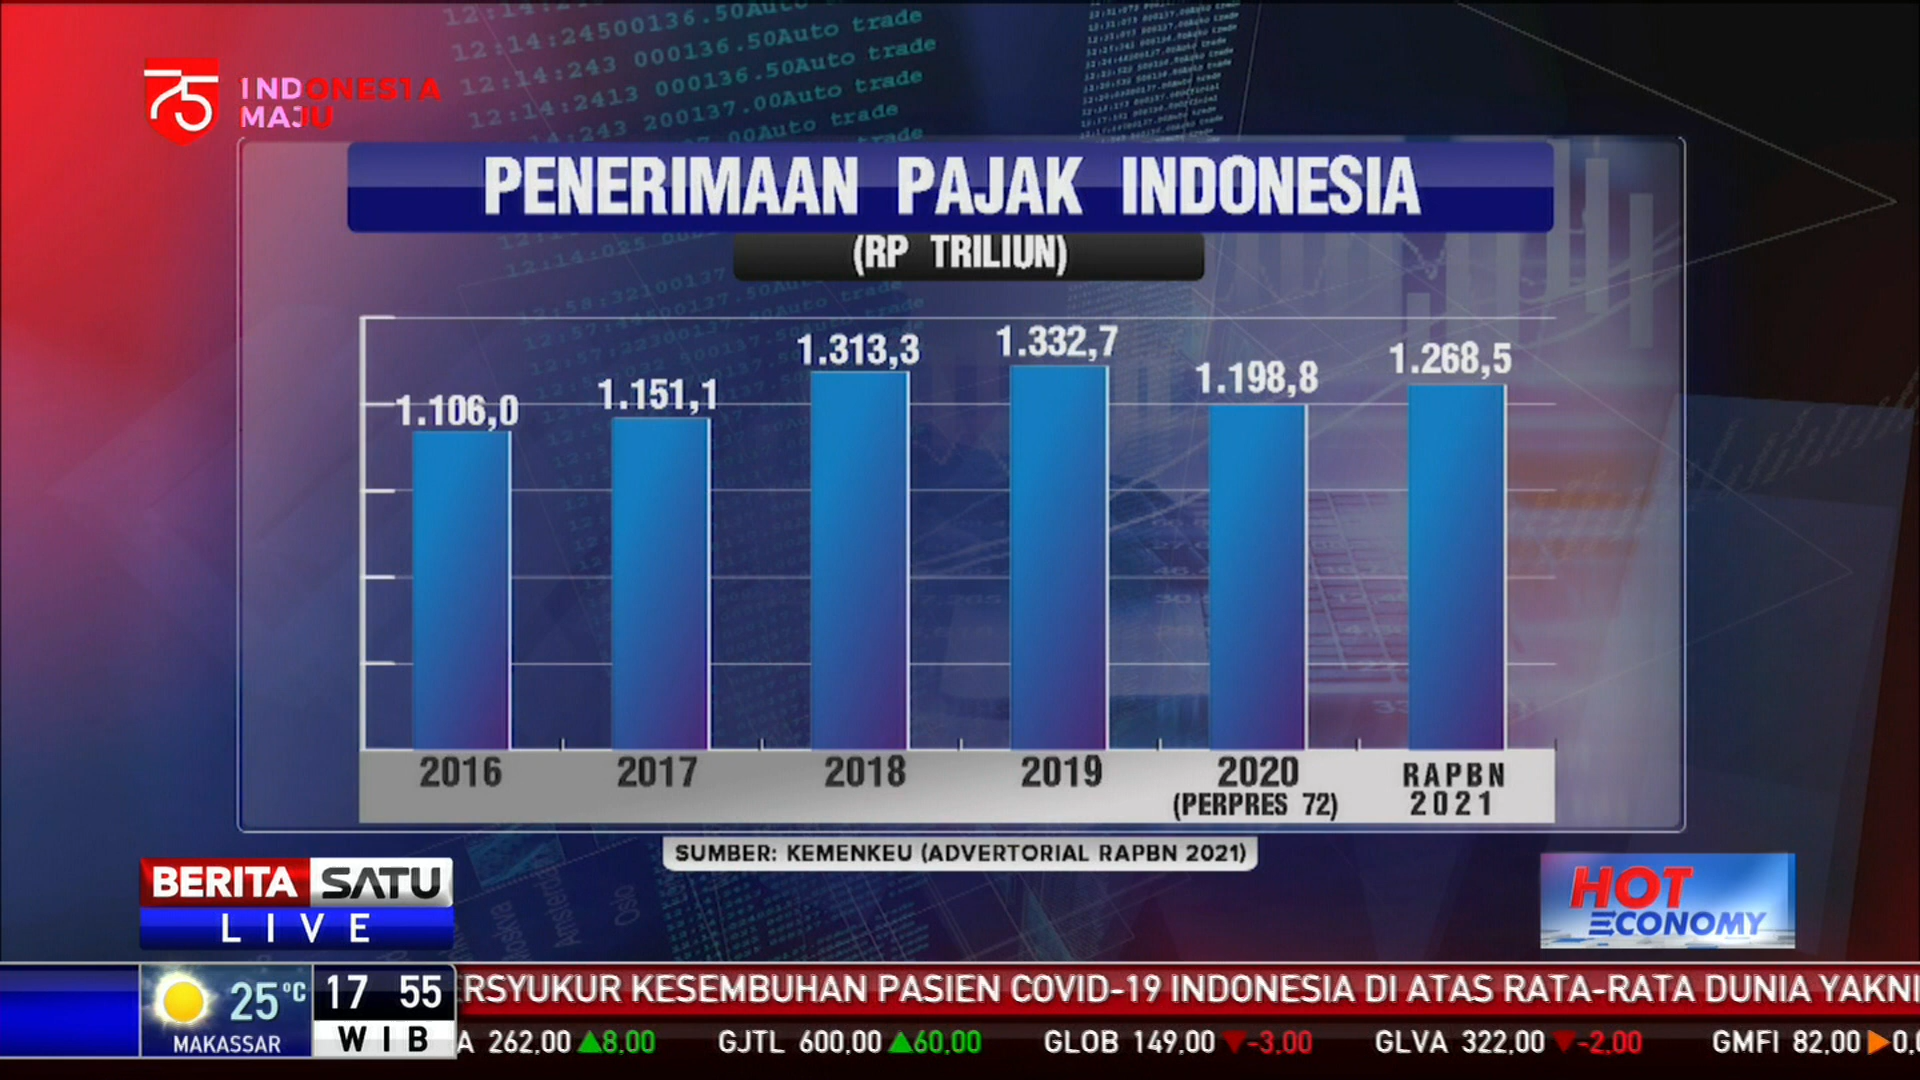 75 INDONESIA
MAJU
PENERIMAAN PAJAK INDONESIA
(RP TRILIUN)
1.106,0
1.151,1
1.313,3
1.332,7
1.198,8
1.268,5
2016
2017
2018
2019
2020
(PERPRES 72)
RAPBN
2021
SUMBER: KEMENKEU (ADVERTORIAL RAPBN 2021)
BERITA SATU
LIVE
HOT
ECONOMY
25°C
MAKASSAR
17 55
WIB
ERSYUKUR KESEMBUHAN PASIEN COVID-19 INDONESIA DI ATAS RATA-RATA DUNIA YAKNI
A 262,00 ▲8,00 GJTL 600,00 ▲60,00 GLOB 149,00 ▼-3,00 GLVA 322,00 ▼-2,00 GMFI 82,00 ▶0,0